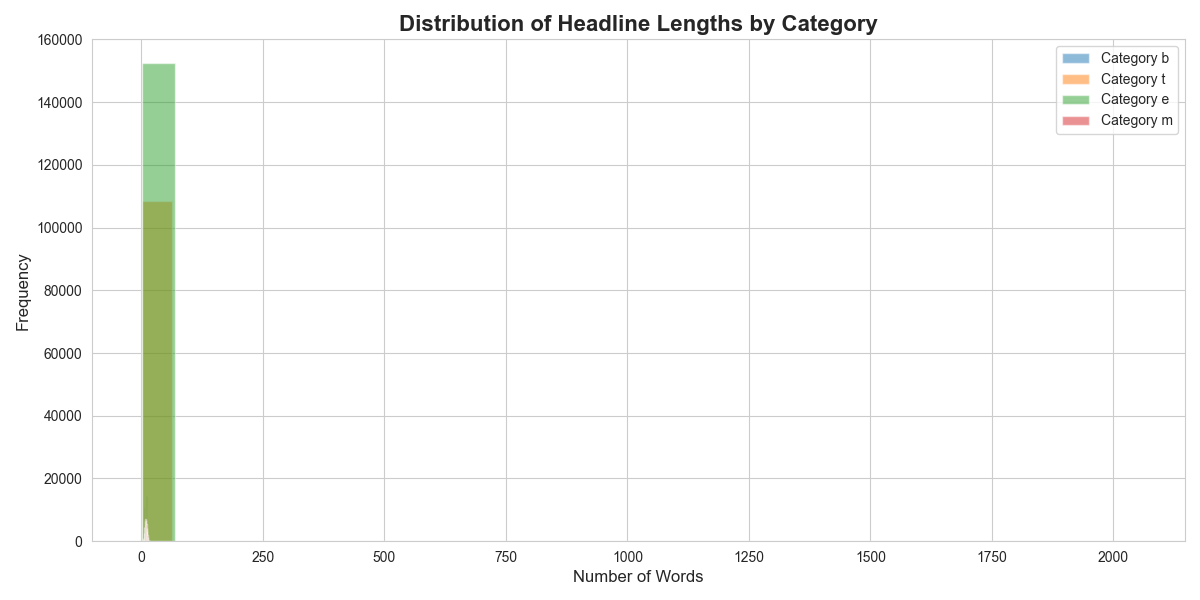 Distribution of Headline Lengths by Category
160000
140000
120000
100000
80000
60000
40000
20000
0
Frequency
Category b
Category t
Category e
Category m
0 250 500 750 1000 1250 1500 1750 2000
Number of Words